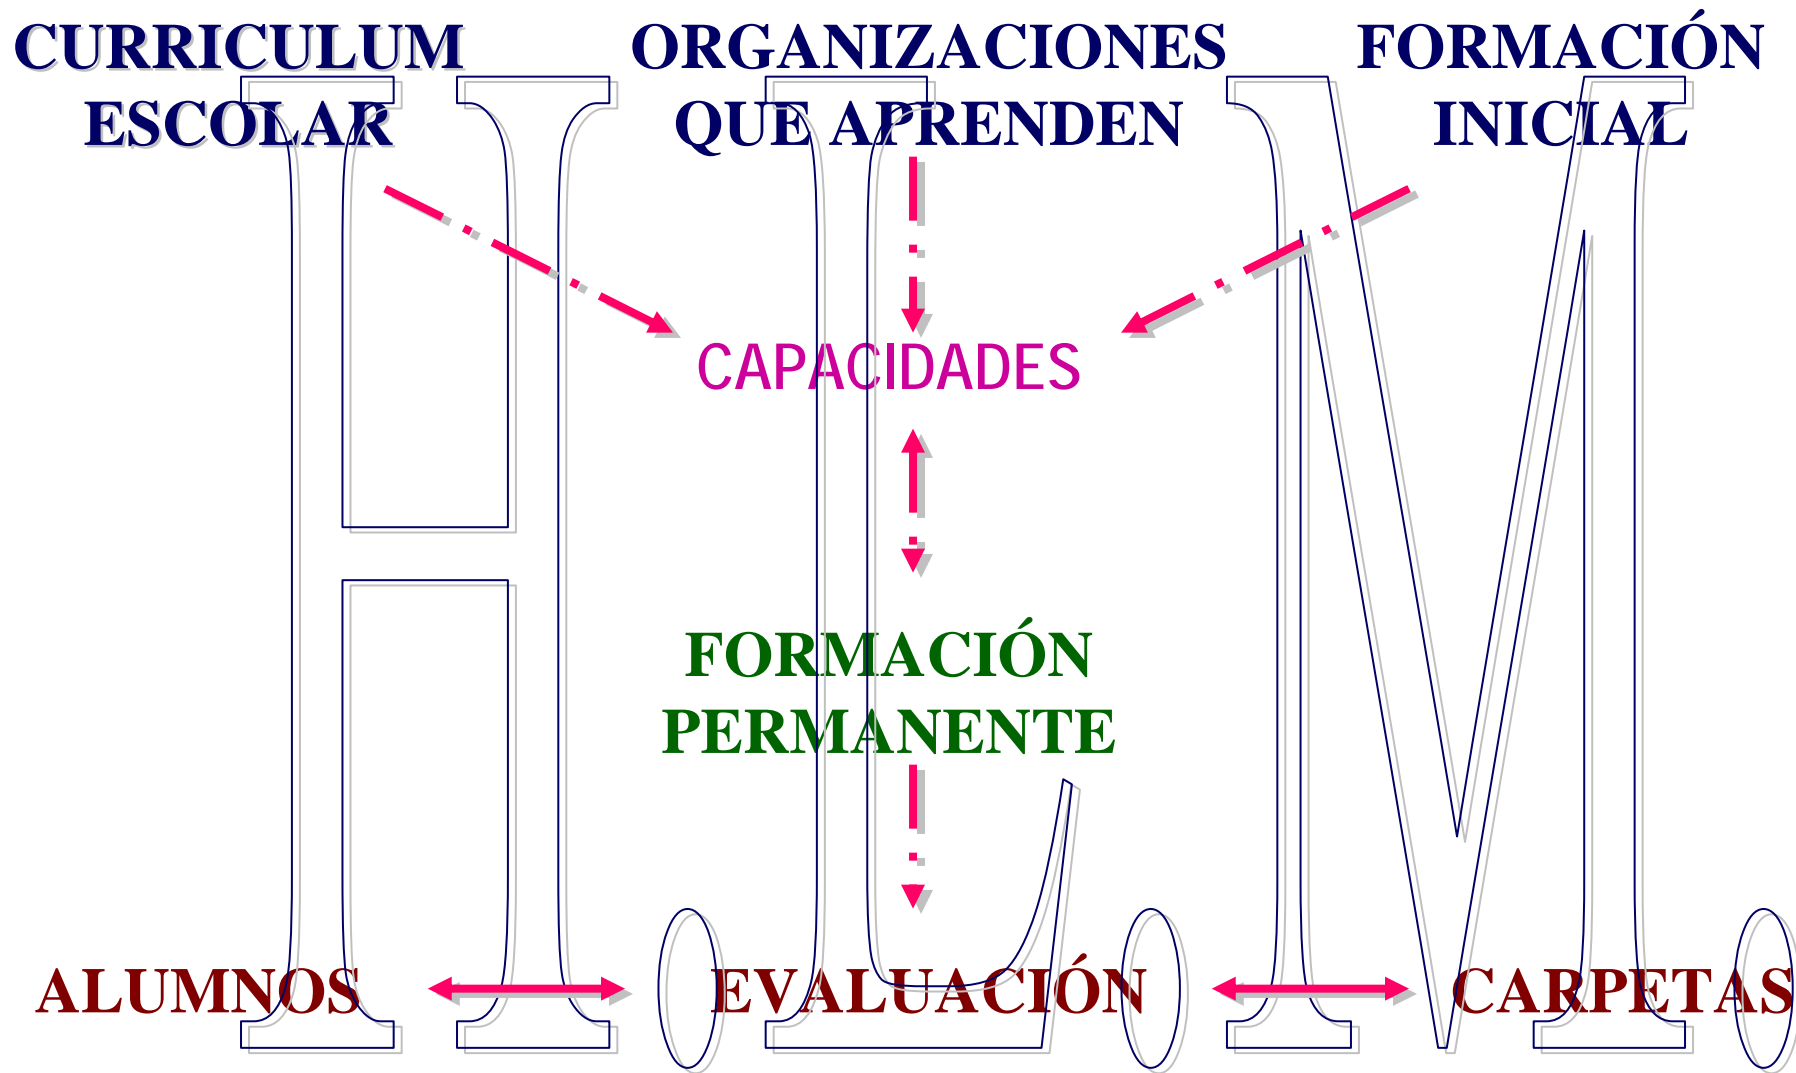 CURRICULUM
ESCOLAR
ORGANIZACIONES
QUE APRENDEN
FORMACIÓN
INICIAL
CAPACIDADES
FORMACIÓN
PERMANENTE
ALUMNOS
EVALUACIÓN
CARPETAS
H.L.M.